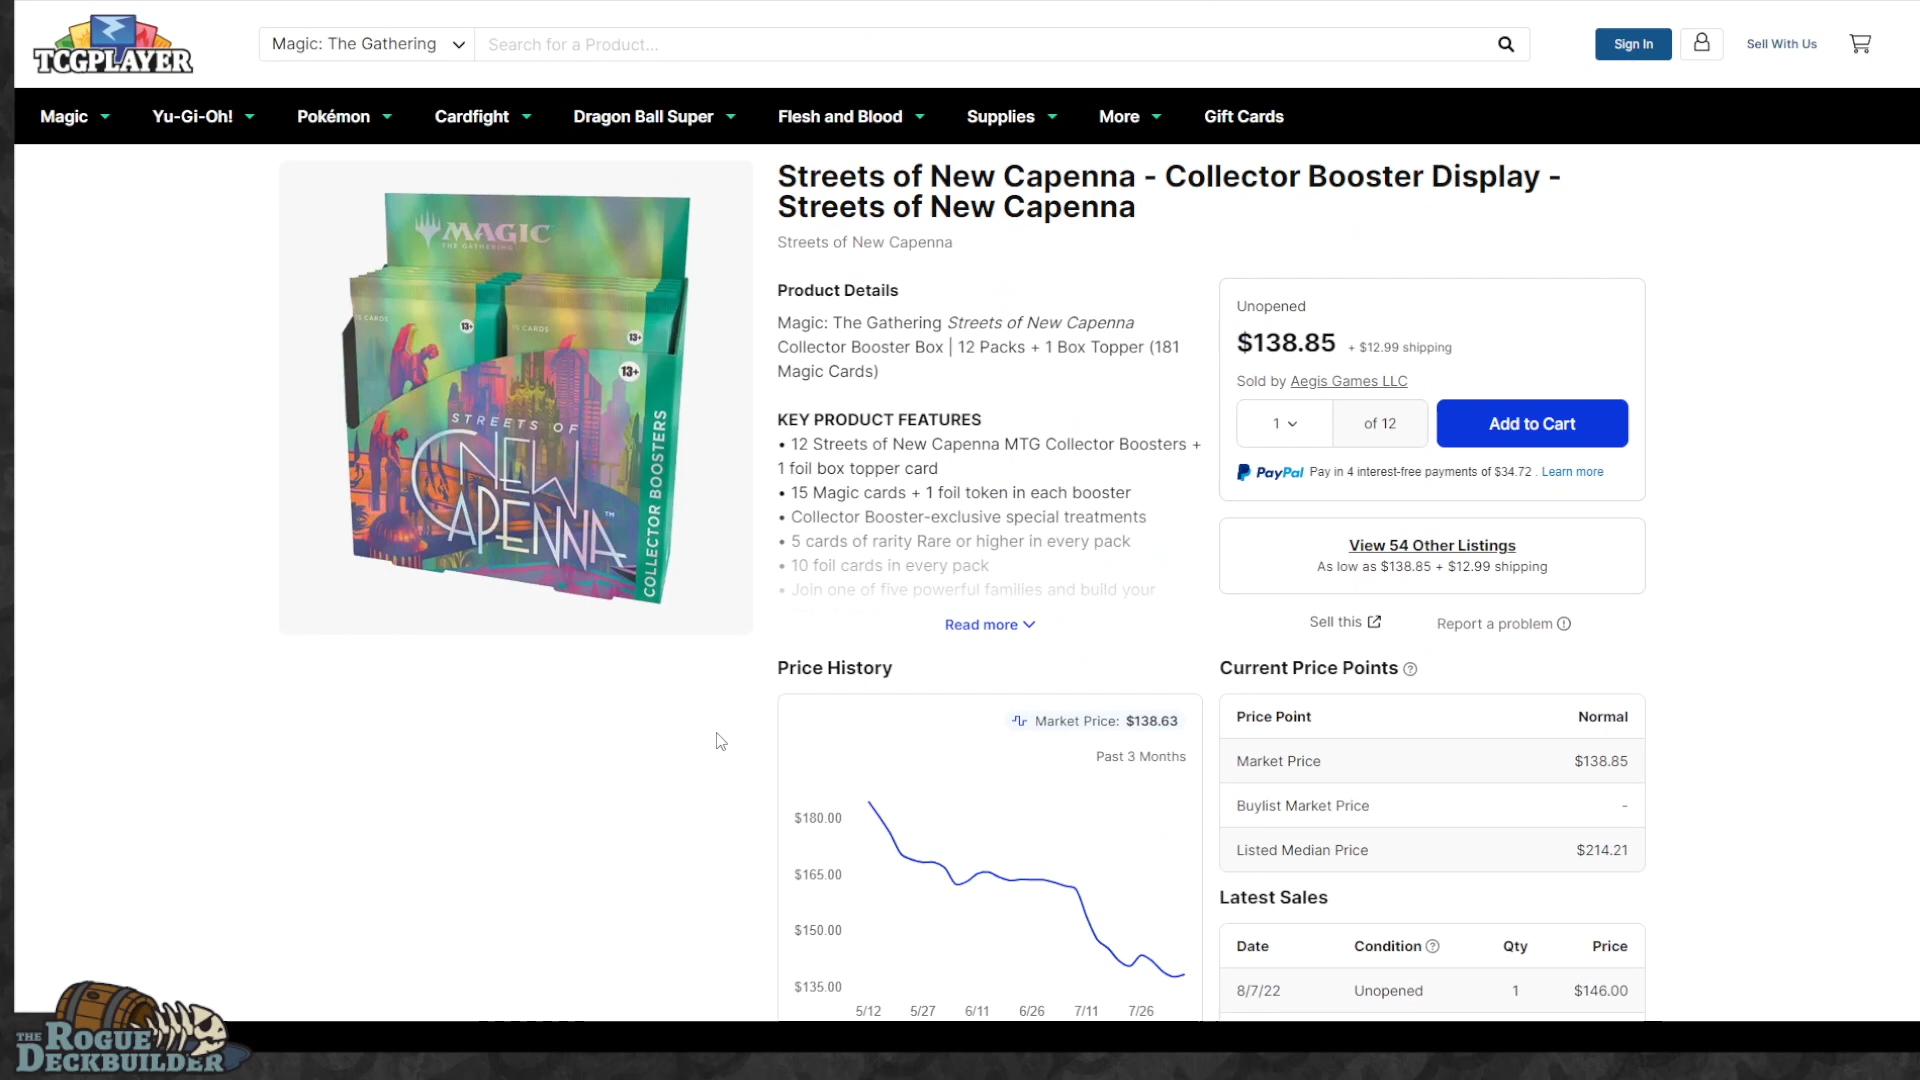 TCGPLAYER
Magic: The Gathering
Search for a Product...
Sign In
Sell With Us
Magic
Yu-Gi-Oh!
Pokémon
Cardfight
Dragon Ball Super
Flesh and Blood
Supplies
More
Gift Cards
MAGIC
THE GATHERING
15 CARDS
13+
15 CARDS
13+
13+
STREETS OF
NEW
CAPENNA™
COLLECTOR BOOSTERS
Streets of New Capenna - Collector Booster Display -
Streets of New Capenna
Streets of New Capenna
Product Details
Magic: The Gathering Streets of New Capenna
Collector Booster Box | 12 Packs + 1 Box Topper (181
Magic Cards)
KEY PRODUCT FEATURES
• 12 Streets of New Capenna MTG Collector Boosters +
1 foil box topper card
• 15 Magic cards + 1 foil token in each booster
• Collector Booster-exclusive special treatments
• 5 cards of rarity Rare or higher in every pack
• 10 foil cards in every pack
• Join one of five powerful families and build your
Read more
Unopened
$138.85 + $12.99 shipping
Sold by Aegis Games LLC
1 of 12
Add to Cart
PayPal Pay in 4 interest-free payments of $34.72 . Learn more
View 54 Other Listings
As low as $138.85 + $12.99 shipping
Sell this
Report a problem
Price History
Market Price: $138.63
Past 3 Months
$180.00
$165.00
$150.00
$135.00
5/12 5/27 6/11 6/26 7/11 7/26
Current Price Points
Price Point Normal
Market Price $138.85
Buylist Market Price -
Listed Median Price $214.21
Latest Sales
Date Condition Qty Price
8/7/22 Unopened 1 $146.00
THE ROGUE
DECKBUILDER